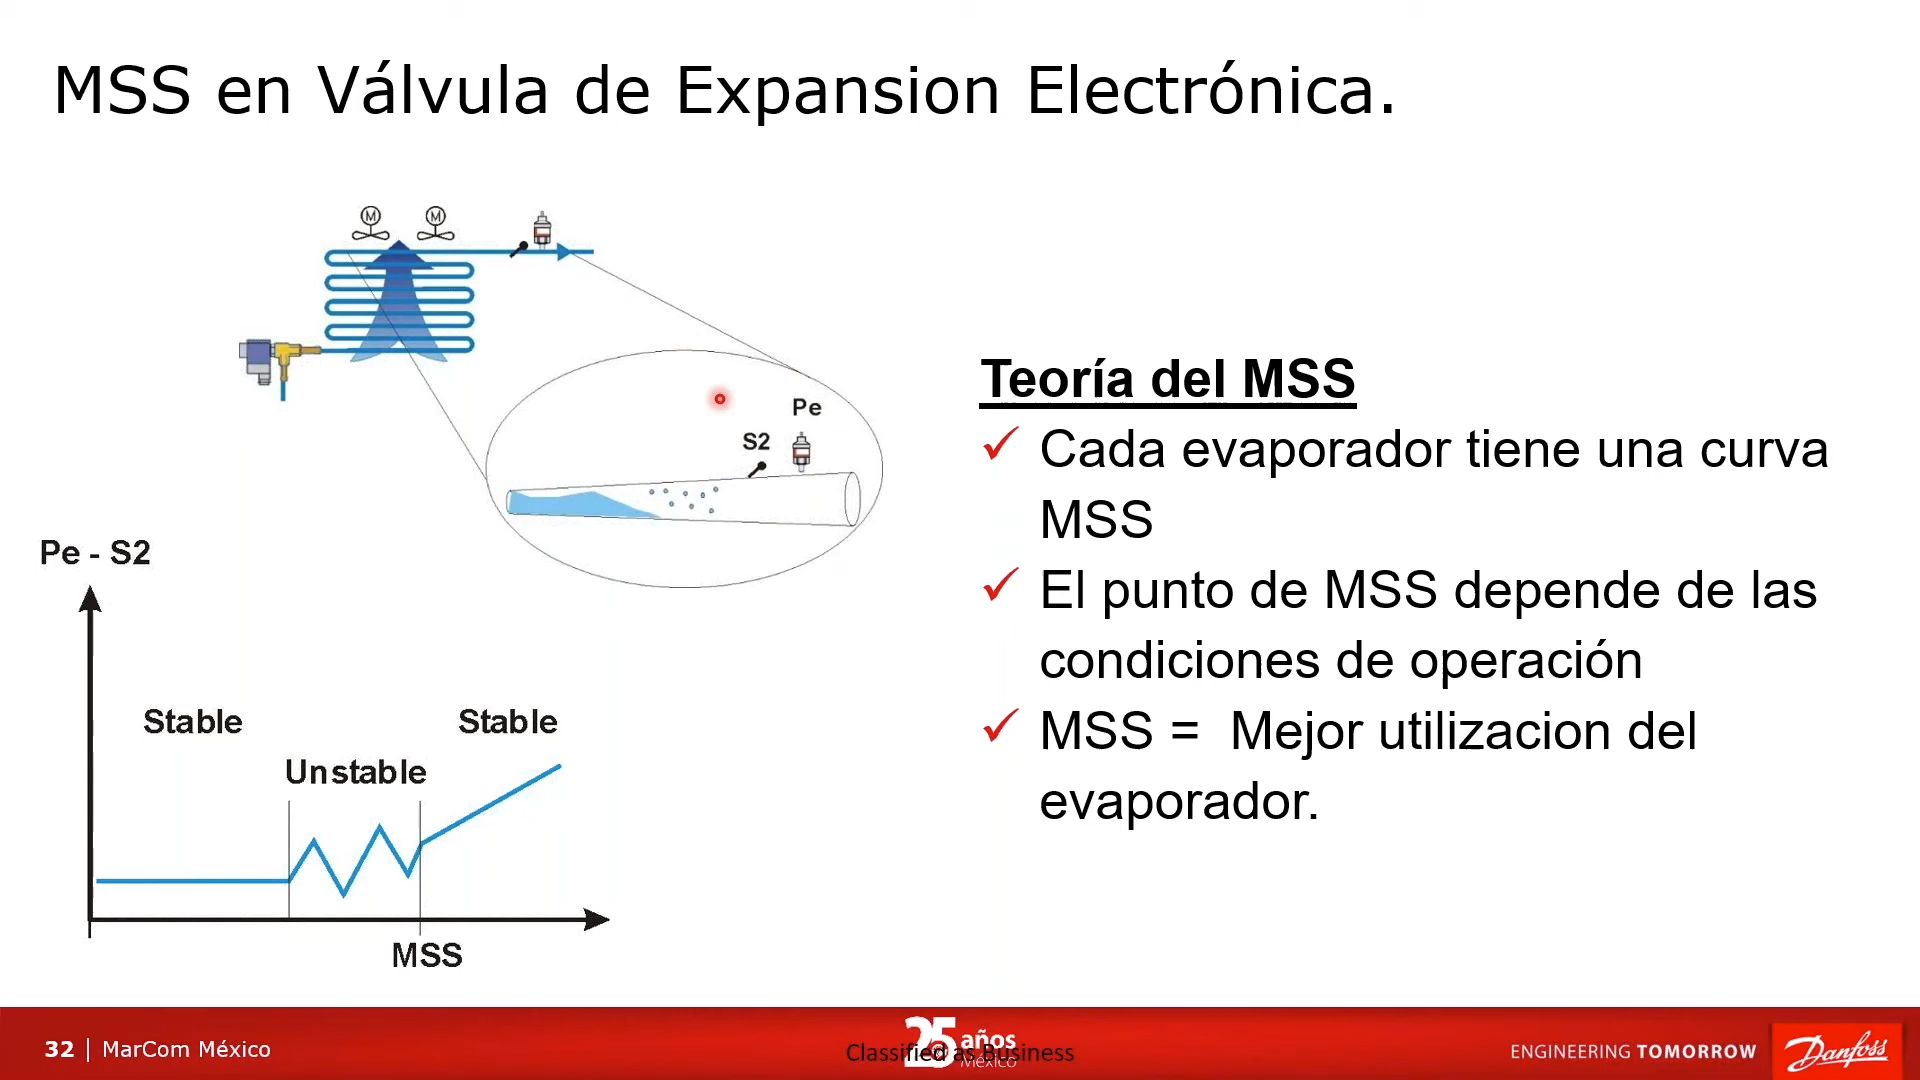 MSS en Válvula de Expansion Electrónica.
M M
Pe
S2
Teoría del MSS
Cada evaporador tiene una curva
MSS
El punto de MSS depende de las
condiciones de operación
MSS = Mejor utilizacion del
evaporador.
Pe - S2
Stable Stable
Unstable
MSS
32 | MarCom México
25 años
México
Classified as Business
ENGINEERING TOMORROW
Danfoss